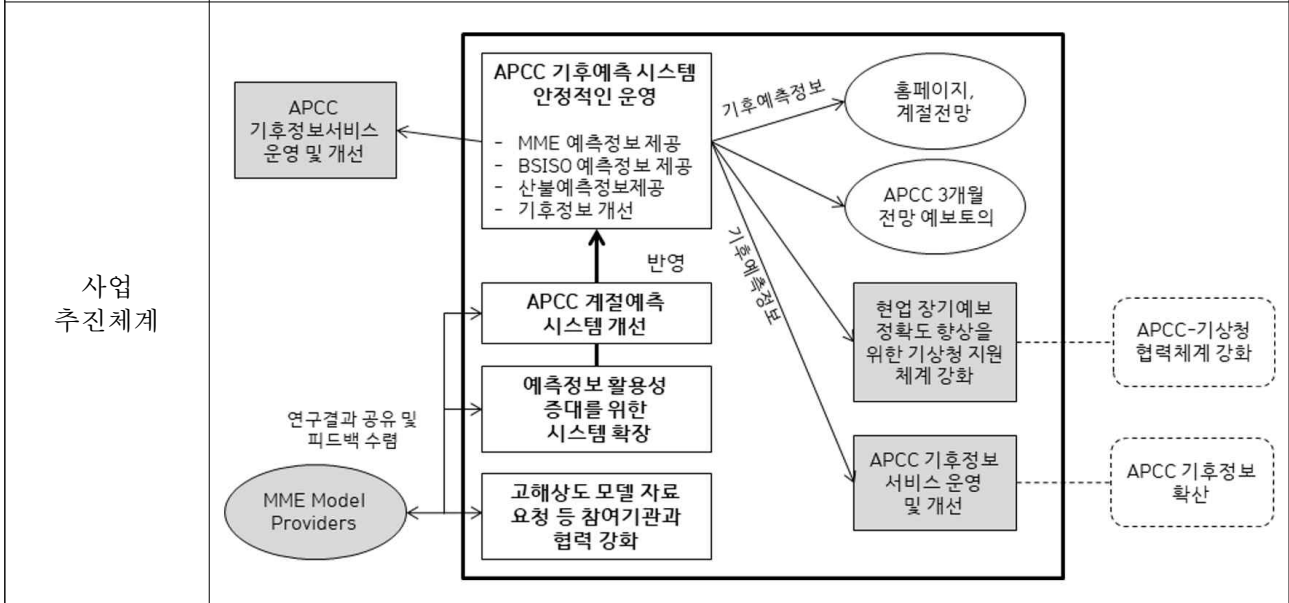 사업
추진체계
APCC
기후정보서비스
운영 및 개선
APCC 기후예측 시스템
안정적인 운영
- MME 예측정보 제공
- BSISO 예측정보 제공
- 산불예측정보제공
- 기후정보 개선
기후예측정보
홈페이지,
계절전망
APCC 3개월
전망 예보토의
기후예측정보
반영
APCC 계절예측
시스템 개선
예측정보 활용성
증대를 위한
시스템 확장
고해상도 모델 자료
요청 등 참여기관과
협력 강화
연구결과 공유 및
피드백 수렴
MME Model
Providers
현업 장기예보
정확도 향상을
위한 기상청 지원
체계 강화
APCC-기상청
협력체계 강화
APCC 기후정보
서비스 운영
및 개선
APCC 기후정보
확산